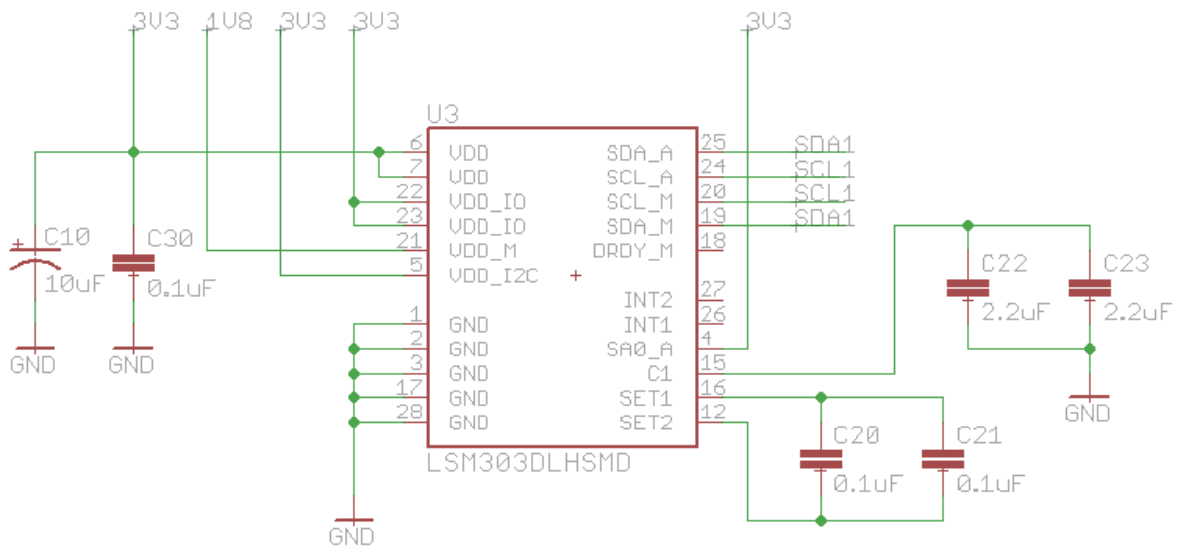 3V3 1V8 3V3 3V3 3V3
U3
6 VDD SDA_A 25 SDA1
7 VDD SCL_A 24 SCL1
22 VDD_IO SCL_M 20 SCL1
23 VDD_IO SDA_M 19 SDA1
21 VDD_M DRDY_M 18
5 VDD_I2C
INT2 27
1 GND INT1 26
2 GND SA0_A 4
3 GND C1 15
17 GND SET1 16
28 GND SET2 12
LSM303DLHSMD
+ C10
10uF
C30
0.1uF
GND GND
C22 C23
2.2uF 2.2uF
GND
C20 C21
0.1uF 0.1uF
GND